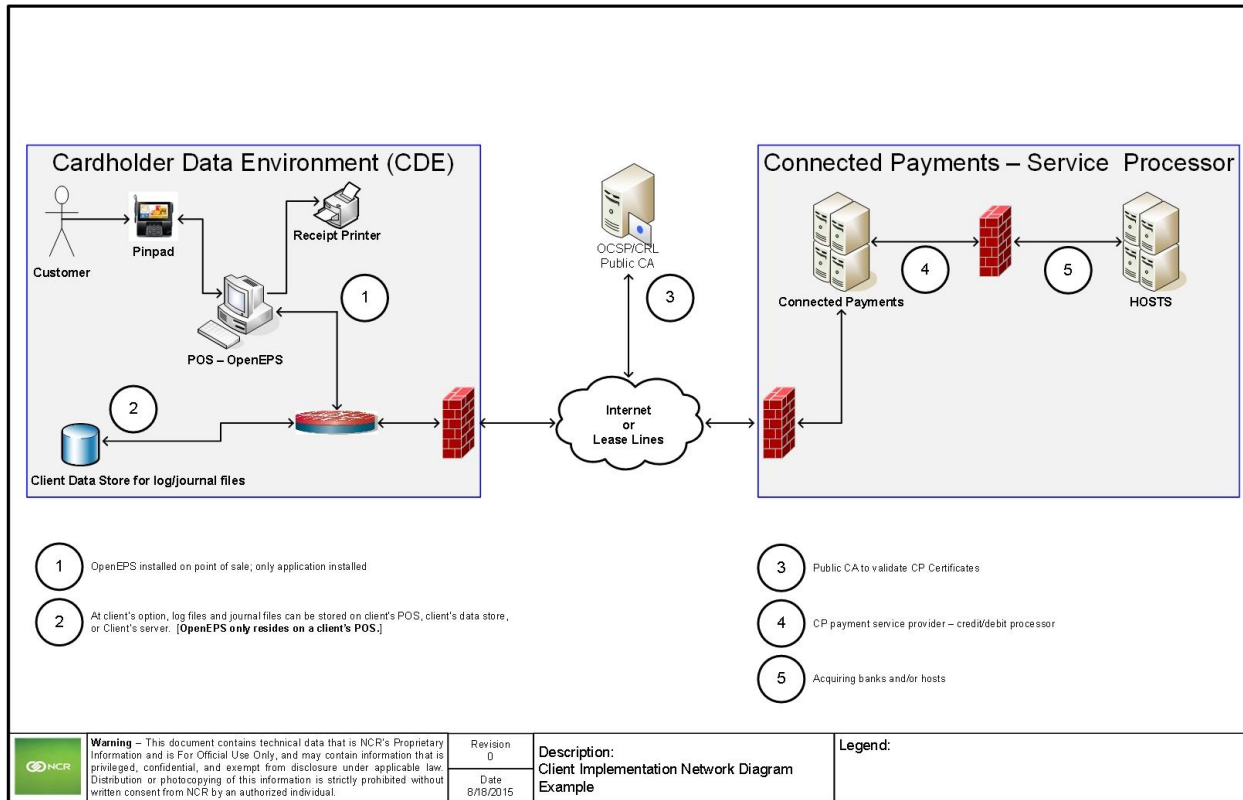 Cardholder Data Environment (CDE)
Customer
Pinpad
Receipt Printer
1
POS – OpenEPS
2
Client Data Store for log/journal files
OCSP/CRL
Public CA
3
Internet
or
Lease Lines
Connected Payments – Service Processor
Connected Payments
4
5
HOSTS
1 OpenEPS installed on point of sale; only application installed
2 At client's option, log files and journal files can be stored on client's POS, client's data store,
or Client's server. [OpenEPS only resides on a client's POS.]
3 Public CA to validate CP Certificates
4 CP payment service provider – credit/debit processor
5 Acquiring banks and/or hosts
NCR
Warning – This document contains technical data that is NCR's Proprietary
Information and is For Official Use Only, and may contain information that is
privileged, confidential, and exempt from disclosure under applicable law.
Distribution or photocopying of this information is strictly prohibited without
written consent from NCR by an authorized individual.
Revision
0
Date
8/18/2015
Description:
Client Implementation Network Diagram
Example
Legend: